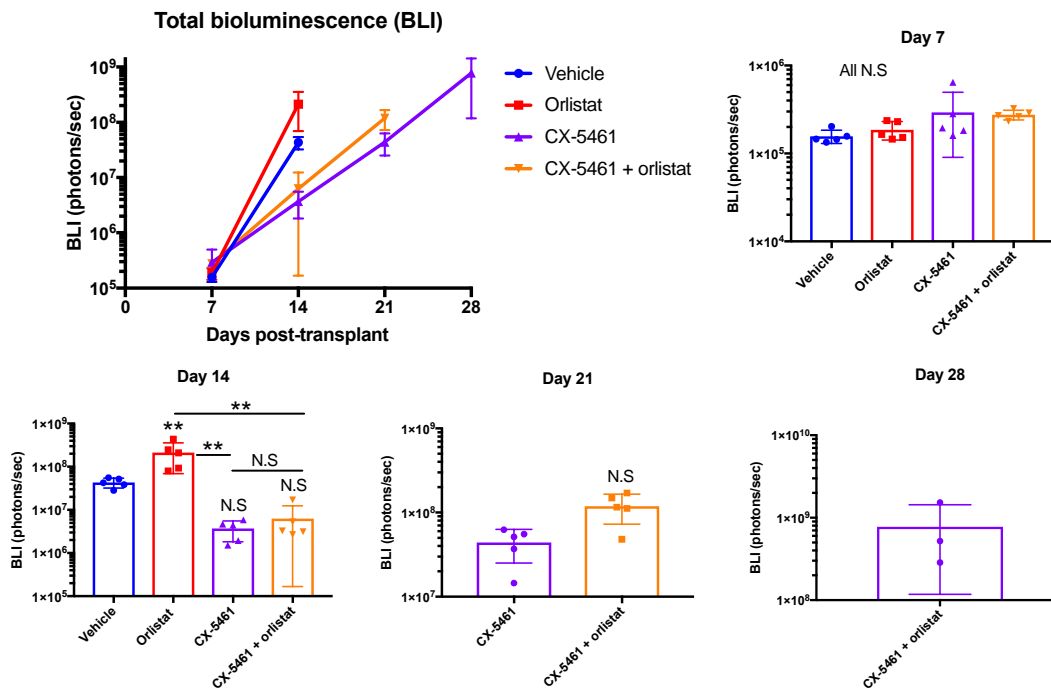 Total bioluminescence (BLI)
BLI (photons/sec)
10⁹
10⁸
10⁷
10⁶
10⁵
0
7
14
21
28
Days post-transplant
Vehicle
Orlistat
CX-5461
CX-5461 + orlistat
Day 7
All N.S
BLI (photons/sec)
1×10⁶
1×10⁵
1×10⁴
Vehicle
Orlistat
CX-5461
CX-5461 + orlistat
Day 14
BLI (photons/sec)
1×10⁹
1×10⁸
1×10⁷
1×10⁶
1×10⁵
**
**
**
N.S
N.S
N.S
Vehicle
Orlistat
CX-5461
CX-5461 + orlistat
Day 21
BLI (photons/sec)
1×10⁹
1×10⁸
1×10⁷
N.S
CX-5461
CX-5461 + orlistat
Day 28
BLI (photons/sec)
1×10¹⁰
1×10⁹
1×10⁸
CX-5461 + orlistat